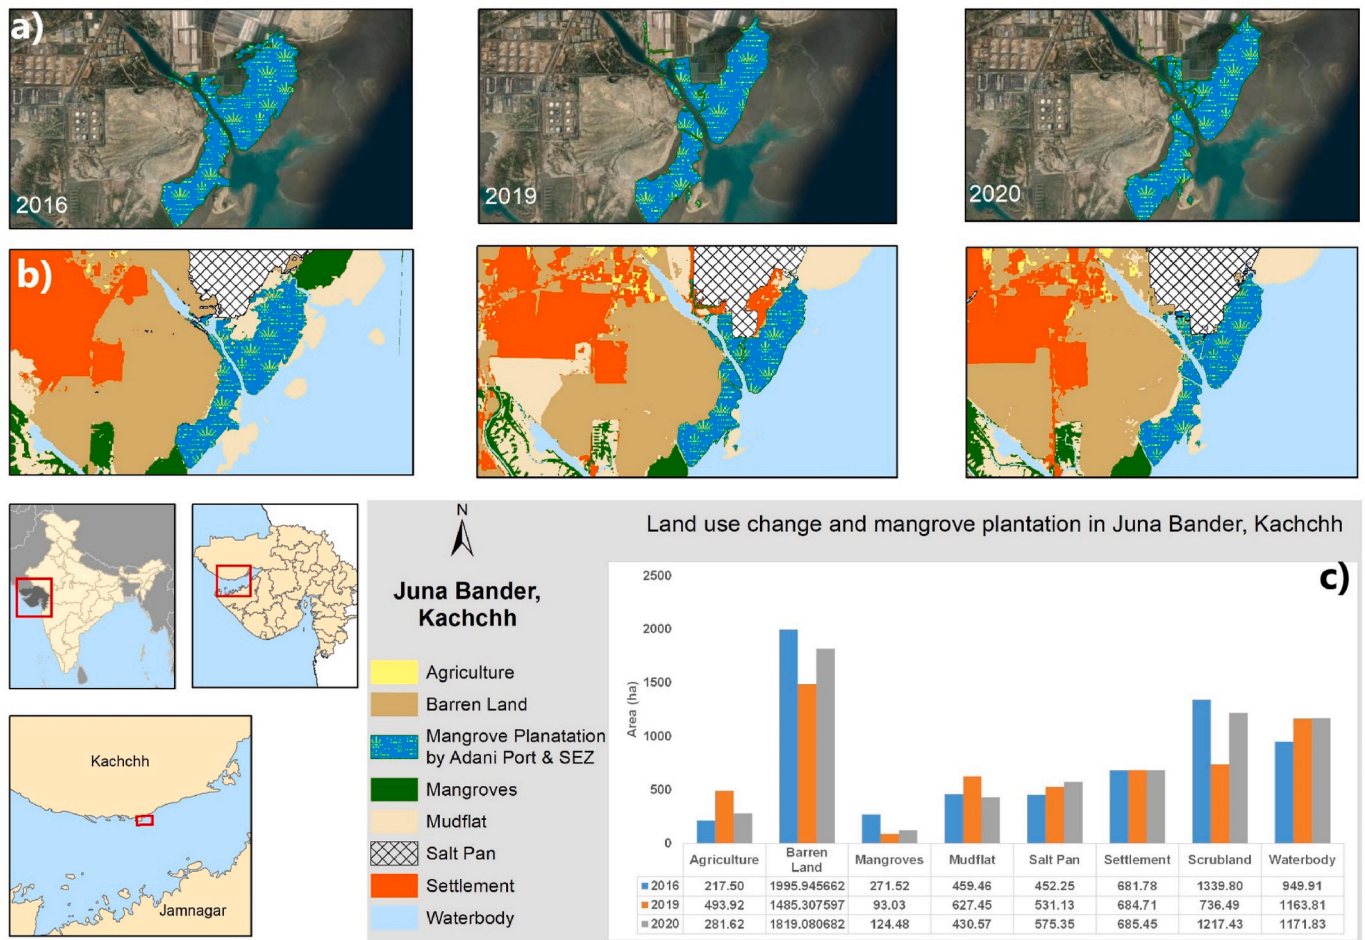 a)
2016
2019
2020
b)
N
Land use change and mangrove plantation in Juna Bander, Kachchh
Juna Bander,
Kachchh
Agriculture
Barren Land
Mangrove Planatation
by Adani Port & SEZ
Mangroves
Mudflat
Salt Pan
Settlement
Waterbody
Kachchh
Jamnagar
c)
Area (ha)
2500
2000
1500
1000
500
0
Agriculture Barren Land Mangroves Mudflat Salt Pan Settlement Scrubland Waterbody
2016 217.50 1995.945662 271.52 459.46 452.25 681.78 1339.80 949.91
2019 493.92 1485.307597 93.03 627.45 531.13 684.71 736.49 1163.81
2020 281.62 1819.080682 124.48 430.57 575.35 685.45 1217.43 1171.83